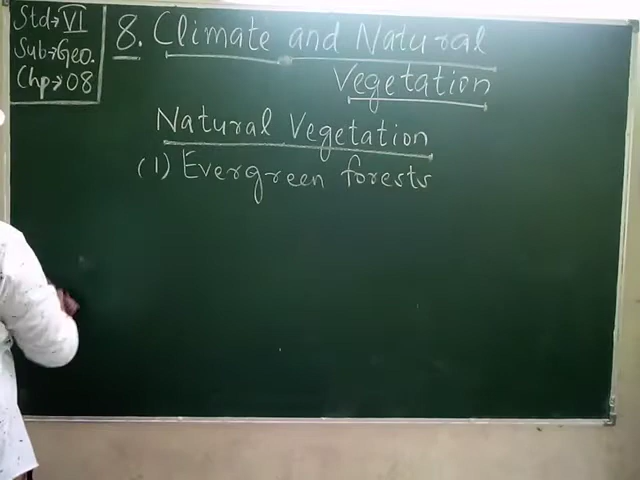 Std→VI
Sub→Geo.
Chp→08
8. Climate and Natural
Vegetation
Natural Vegetation
(1) Evergreen forests